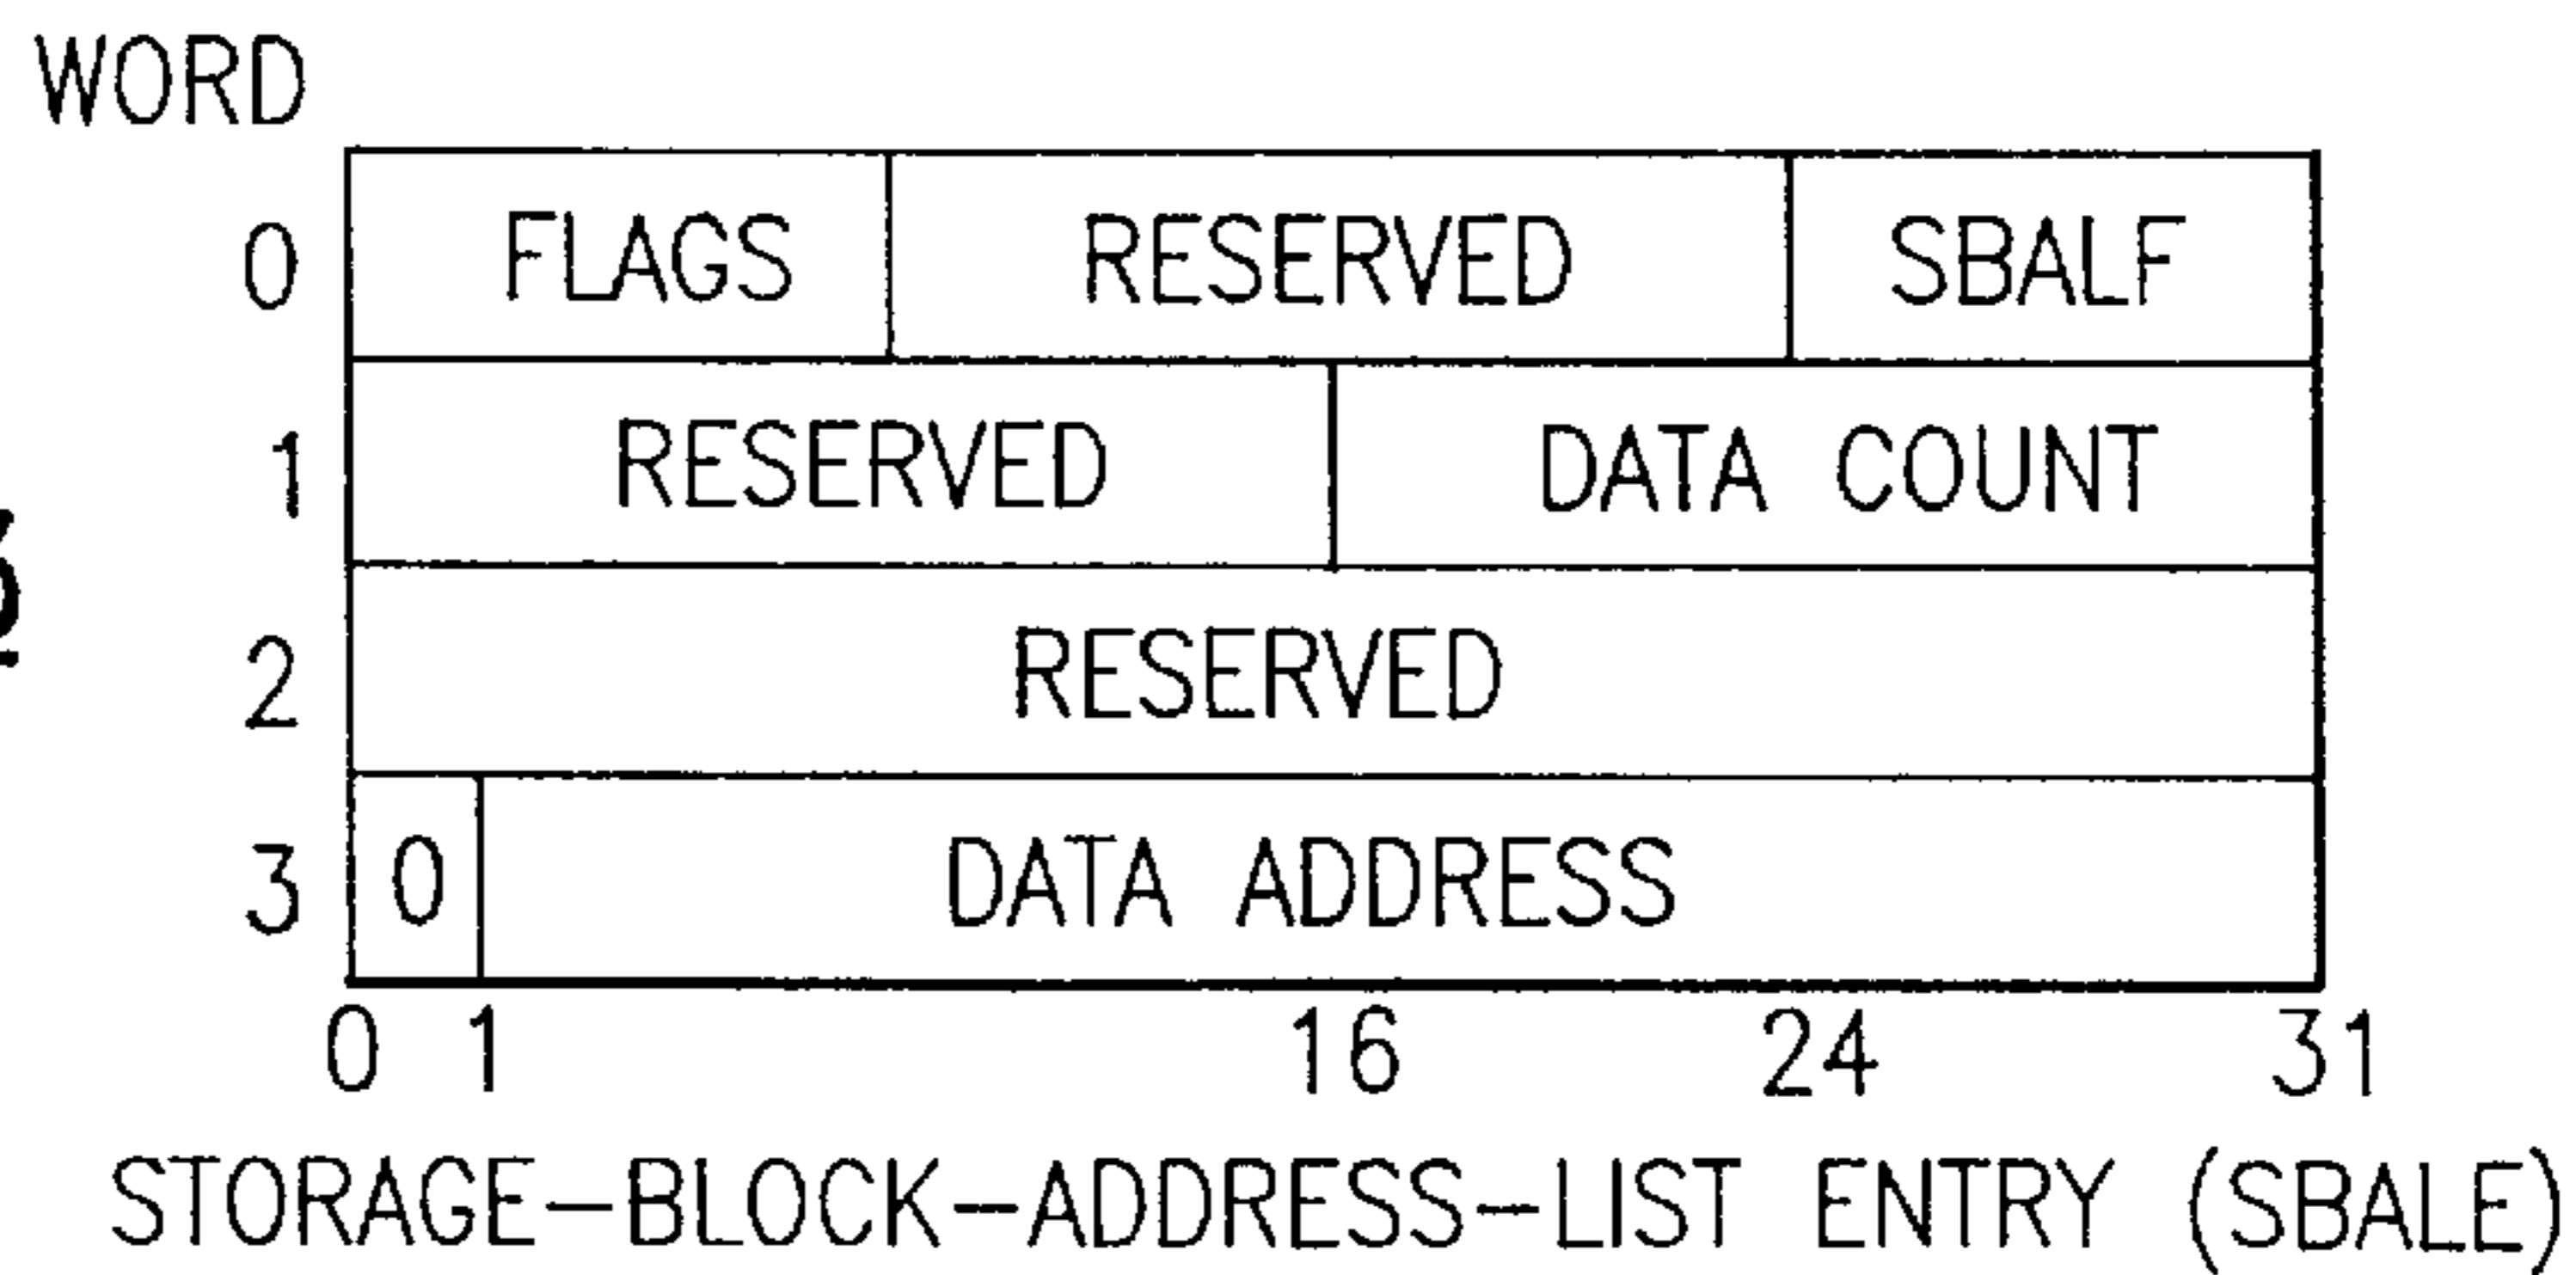 WORD
0 FLAGS RESERVED SBALF
1 RESERVED DATA COUNT
2 RESERVED
3 0 DATA ADDRESS
0 1 16 24 31
STORAGE-BLOCK-ADDRESS-LIST ENTRY (SBALE)